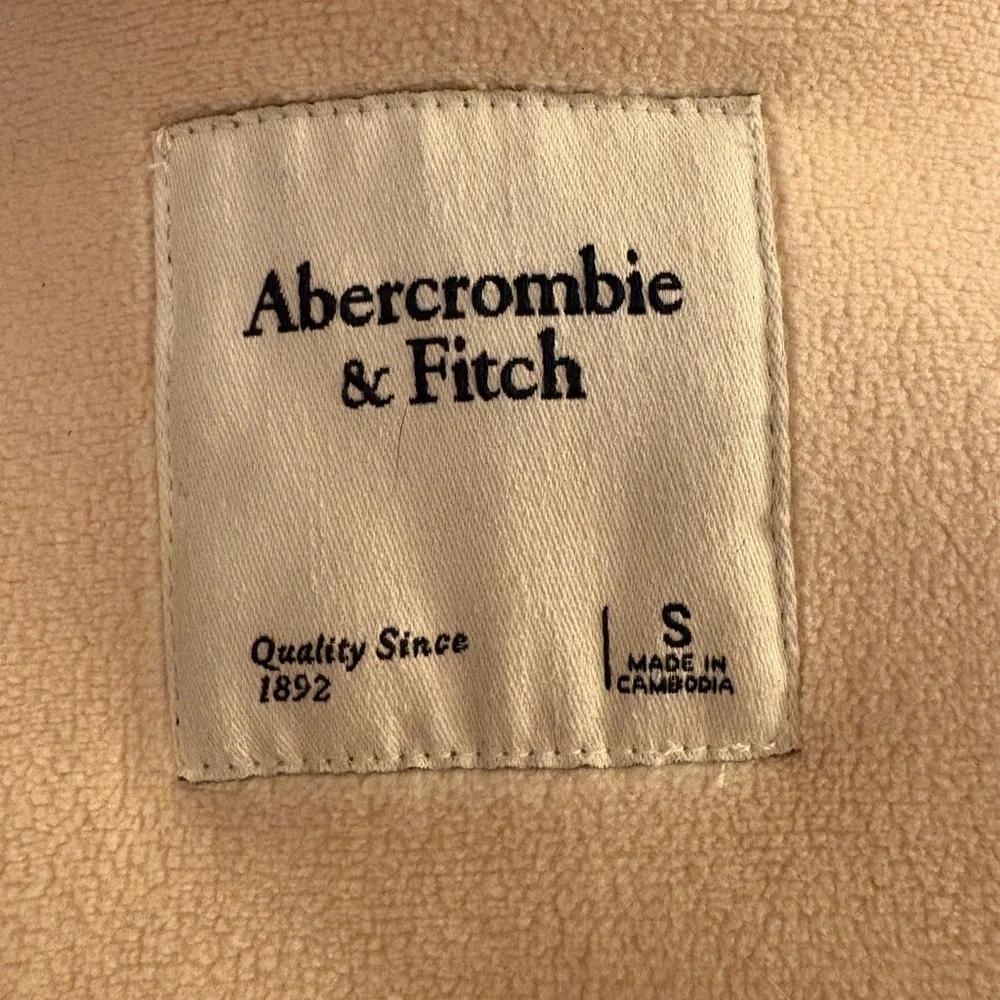 Abercrombie
& Fitch
Quality Since
1892
S
MADE IN
CAMBODIA